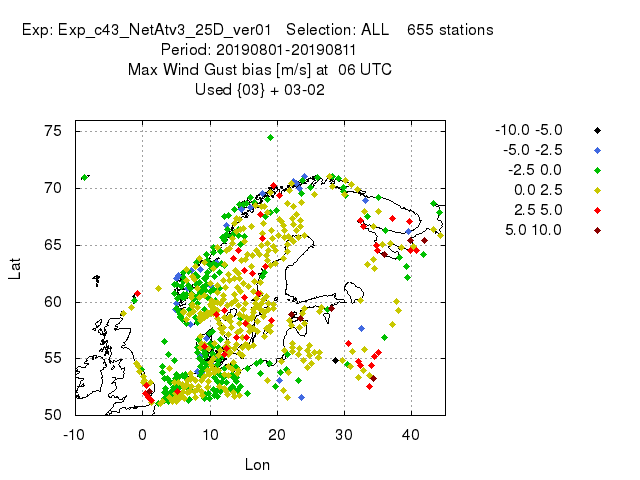 Exp: Exp_c43_NetAtv3_25D_ver01 Selection: ALL 655 stations
Period: 20190801-20190811
Max Wind Gust bias [m/s] at 06 UTC
Used {03} + 03-02
75
70
65
60
55
50
Lat
-10 0 10 20 30 40
Lon
-10.0 -5.0
-5.0 -2.5
-2.5 0.0
0.0 2.5
2.5 5.0
5.0 10.0